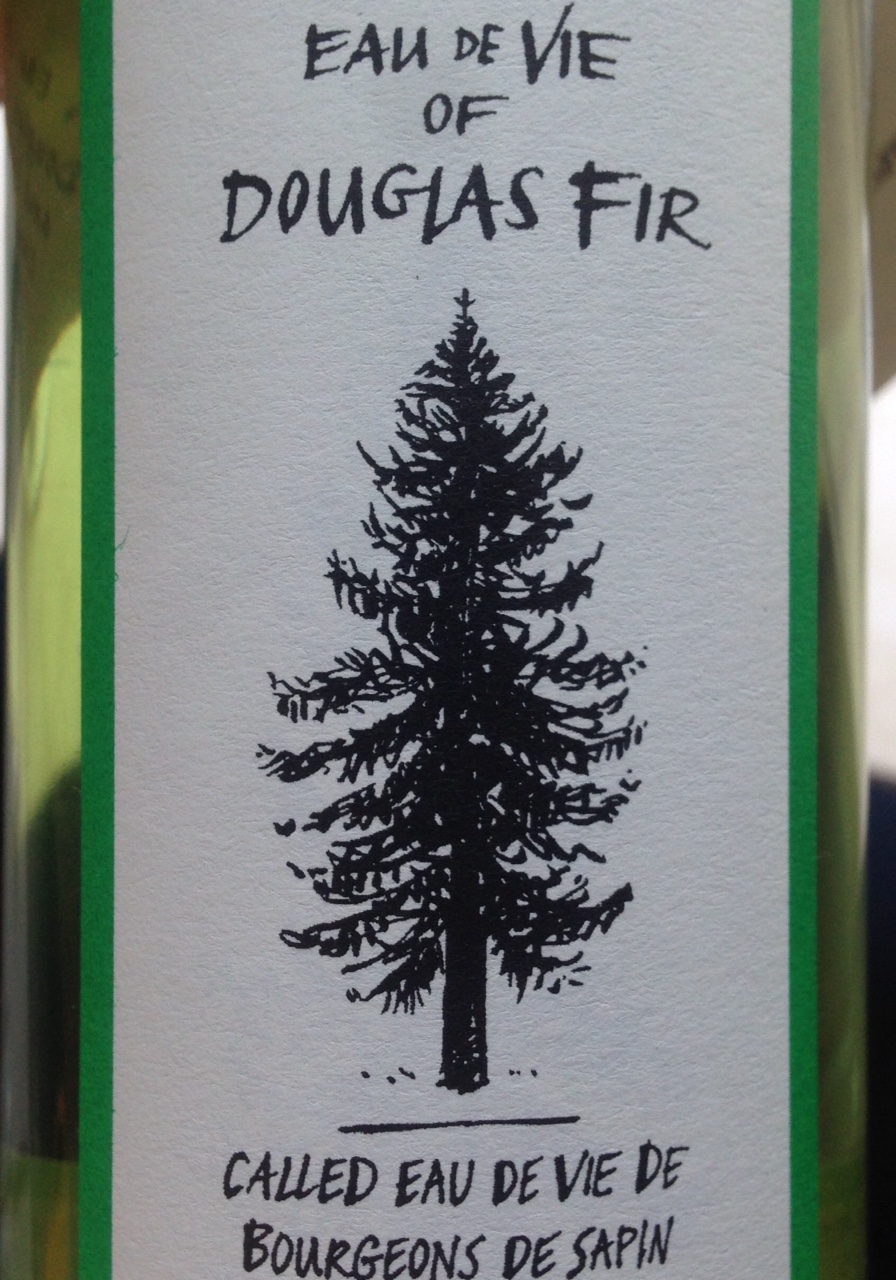 EAU DE VIE
OF
DOUGLAS FIR
CALLED EAU DE VIE DE
BOURGEONS DE SAPIN